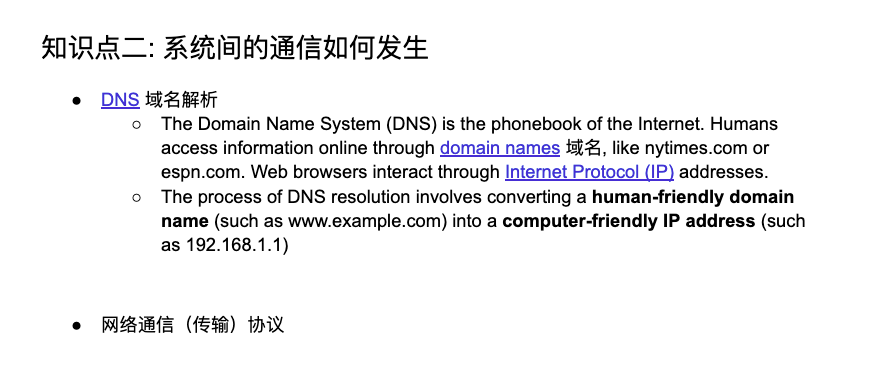 知识点二: 系统间的通信如何发生
● DNS 域名解析
○ The Domain Name System (DNS) is the phonebook of the Internet. Humans
access information online through domain names 域名, like nytimes.com or
espn.com. Web browsers interact through Internet Protocol (IP) addresses.
○ The process of DNS resolution involves converting a human-friendly domain
name (such as www.example.com) into a computer-friendly IP address (such
as 192.168.1.1)
● 网络通信（传输）协议